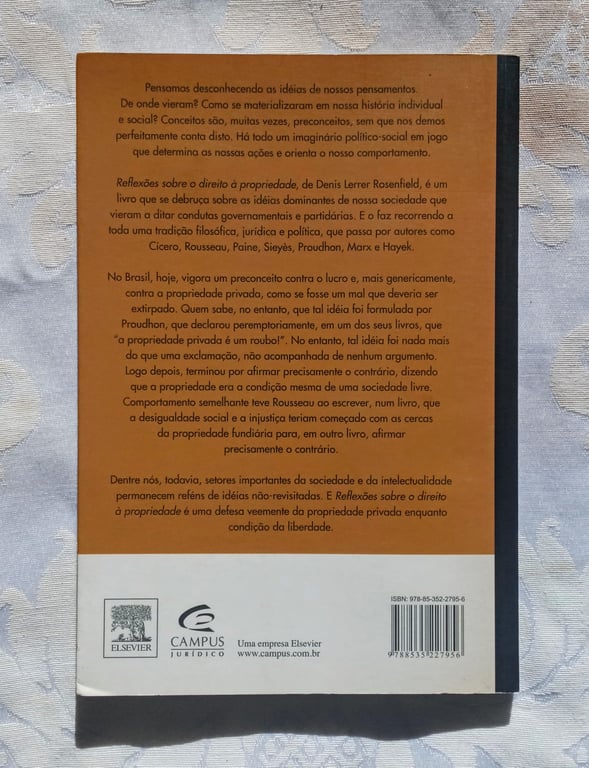 Pensamos desconhecendo as idéias de nossos pensamentos.
De onde vieram? Como se materializaram em nossa história individual
e social? Conceitos são, muitas vezes, preconceitos, sem que nos demos
perfeitamente conta disto. Há todo um imaginário político-social em jogo
que determina as nossas ações e orienta o nosso comportamento.
Reflexões sobre o direito à propriedade, de Denis Lerrer Rosenfield, é um
livro que se debruça sobre as idéias dominantes de nossa sociedade que
vieram a ditar condutas governamentais e partidárias. E o faz recorrendo a
toda uma tradição filosófica, jurídica e política, que passa por autores como
Cícero, Rousseau, Paine, Sieyès, Proudhan, Marx e Hayek.
No Brasil, hoje, vigora um preconceito contra o lucro e, mais genericamente,
contra a propriedade privada, como se fosse um mal que deveria ser
extirpado. Quem sabe, no entanto, que tal idéia foi formulada por
Proudhan, que declarou peremptoriamente, em um dos seus livros, que
“a propriedade privada é um roubo!”. No entanto, tal idéia foi nada mais
do que uma exclamação, não acompanhada de nenhum argumento.
Logo depois, terminou por afirmar precisamente o contrário, dizendo
que a propriedade era a condição mesma de uma sociedade livre.
Comportamento semelhante teve Rousseau ao escrever, num livro, que
a desigualdade social e a injustiça teriam começado com as cercas
da propriedade fundiária para, em outro livro, afirmar
precisamente o contrário.
Dentre nós, todavia, setores importantes da sociedade e da intelectualidade
permanecem reféns de idéias não-revisitadas. E Reflexões sobre o direito
à propriedade é uma defesa veemente da propriedade privada enquanto
condição da liberdade.
ISBN: 978-85-352-2795-6
9788535227956
ELSEVIER
CAMPUS
JURÍDICO
Uma empresa Elsevier
www.campus.com.br